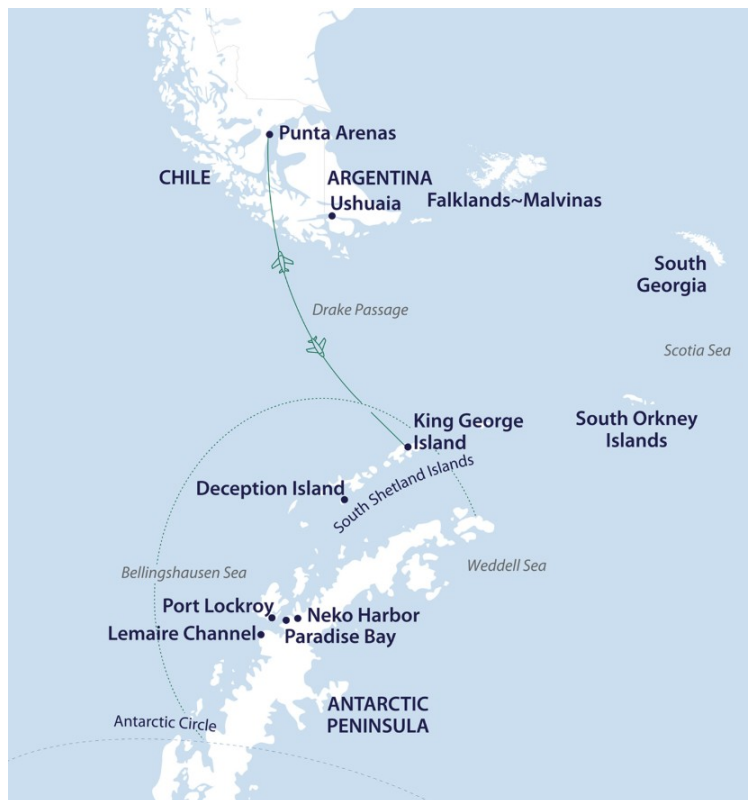 Punta Arenas
CHILE
ARGENTINA
Ushuaia
Falklands~Malvinas
South
Georgia
Drake Passage
Scotia Sea
King George
Island
South Orkney
Islands
South Shetland Islands
Deception Island
Weddell Sea
Bellingshausen Sea
Port Lockroy
Neko Harbor
Lemaire Channel
Paradise Bay
ANTARCTIC
PENINSULA
Antarctic Circle